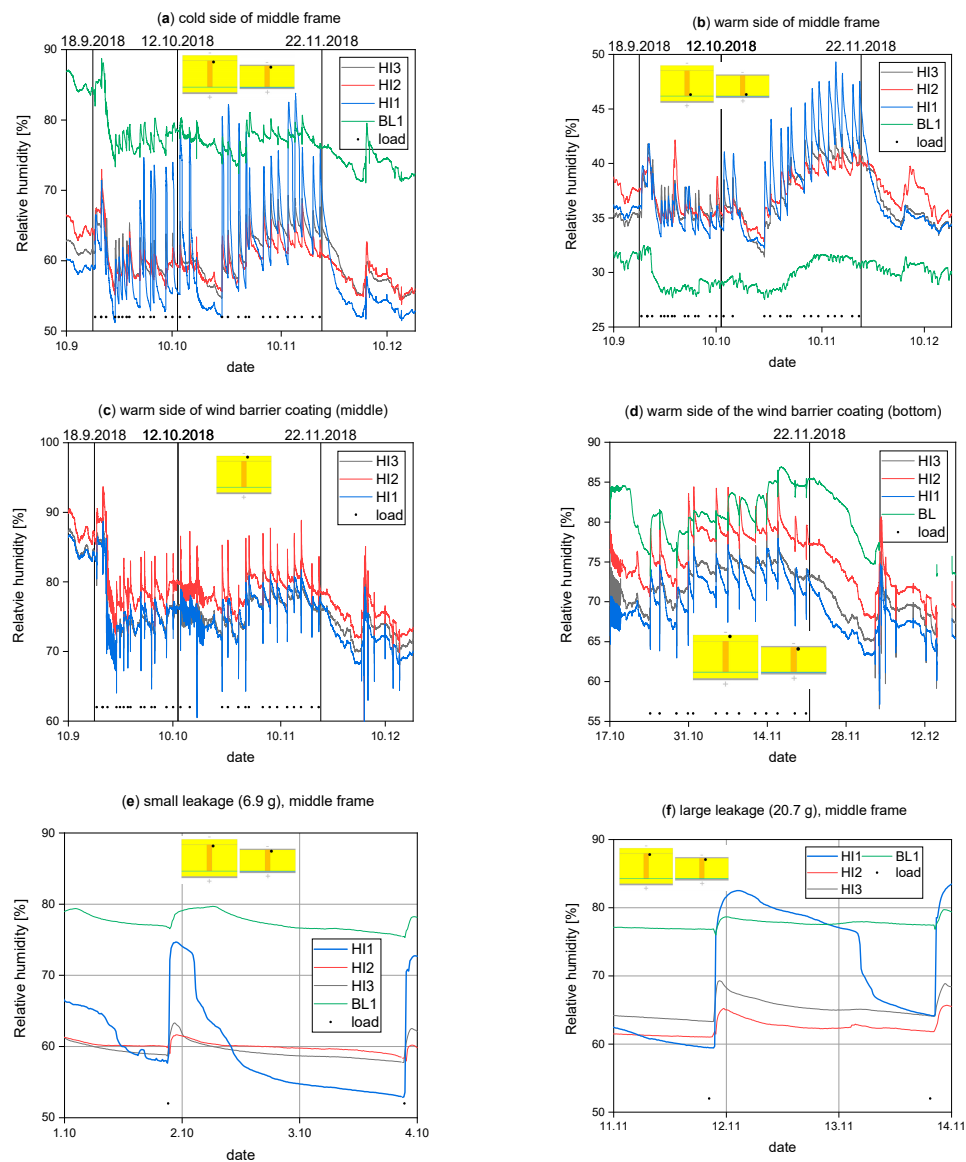 (a) cold side of middle frame
18.9.2018 12.10.2018 22.11.2018
90
80
70
60
50
Relative humidity [%]
HI3
HI2
HI1
BL1
load
10.9 10.10 10.11 10.12
date
(b) warm side of middle frame
18.9.2018 12.10.2018 22.11.2018
50
45
40
35
30
25
Relative humidity [%]
HI3
HI2
HI1
BL1
load
10.9 10.10 10.11 10.12
date
(c) warm side of wind barrier coating (middle)
18.9.2018 12.10.2018 22.11.2018
100
90
80
70
60
Relatvie humidity [%]
HI3
HI2
HI1
load
10.9 10.10 10.11 10.12
date
(d) warm side of the wind barrier coating (bottom)
22.11.2018
90
85
80
75
70
65
60
55
Relative humidity [%]
HI3
HI2
HI1
BL
load
17.10 31.10 14.11 28.11 12.12
date
(e) small leakage (6.9 g), middle frame
90
80
70
60
50
Relative humidity [%]
HI1
HI2
HI3
BL1
load
1.10 2.10 3.10 4.10
date
(f) large leakage (20.7 g), middle frame
90
80
70
60
50
Relative humidity [%]
HI1 BL1
HI2 load
HI3
11.11 12.11 13.11 14.11
date